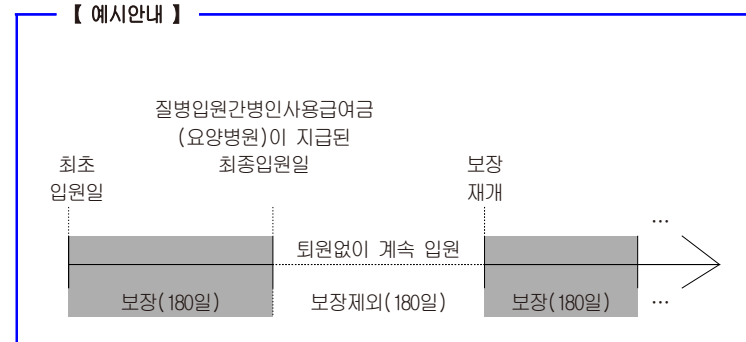 【 예시안내 】
질병입원간병인사용급여금
(요양병원)이 지급된
최초
최종입원일
보장
입원일
재개
…
퇴원없이 계속 입원
보장(180일)
보장제외(180일)
보장(180일)
…